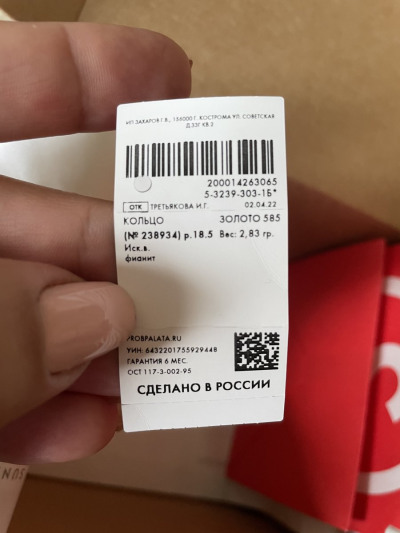 ИП ЗАХАРОВ Г.В., 156000 Г. КОСТРОМА УЛ. СОВЕТСКАЯ
Д.33Г КВ.2
200014263065
5-3239-303-1Б*
ОТК ТРЕТЬЯКОВА И.Г. 02.04.22
КОЛЬЦО ЗОЛОТО 585
(№ 238934) р.18.5 Вес: 2,83 гр.
Иск.в.
фианит
PROBPALATA.RU
УИН: 6432201755929448
ГАРАНТИЯ 6 МЕС.
ОСТ 117-3-002-95
СДЕЛАНО В РОССИИ